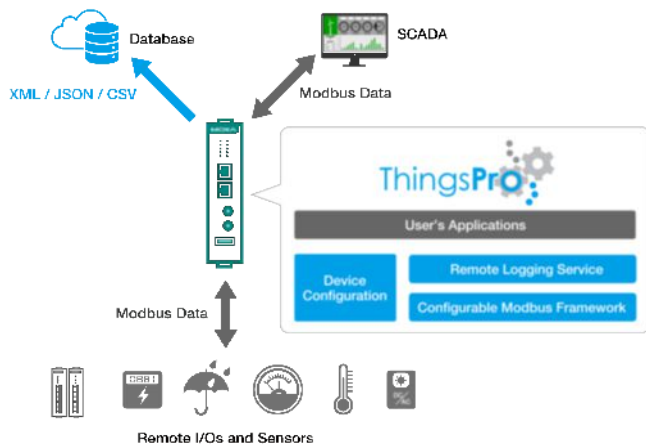 Database
SCADA
XML / JSON / CSV
Modbus Data
MOXA
ThingsPro
User's Applications
Device
Configuration
Remote Logging Service
Configurable Modbus Framework
Modbus Data
Remote I/Os and Sensors